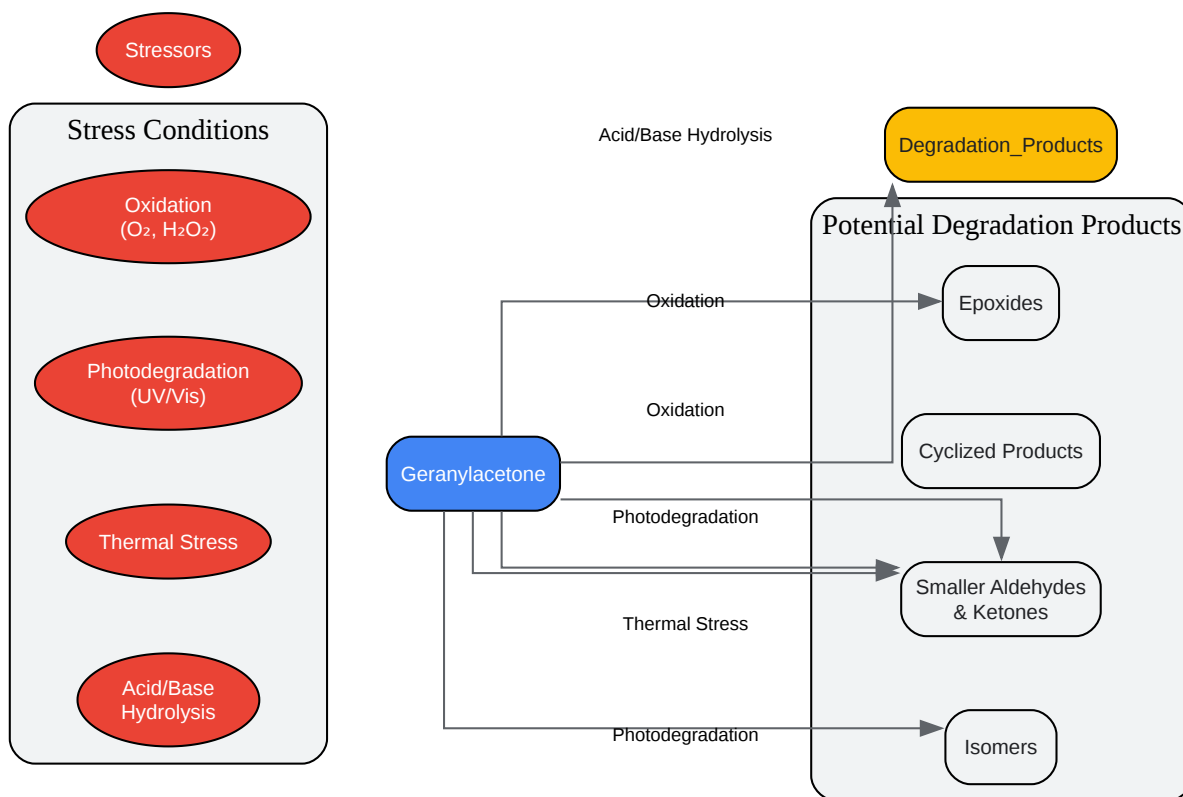 Stressors
Stress Conditions
Oxidation
(O₂, H₂O₂)
Photodegradation
(UV/Vis)
Thermal Stress
Acid/Base
Hydrolysis
Geranylacetone
Acid/Base Hydrolysis
Oxidation
Oxidation
Photodegradation
Thermal Stress
Photodegradation
Degradation_Products
Potential Degradation Products
Epoxides
Cyclized Products
Smaller Aldehydes
& Ketones
Isomers